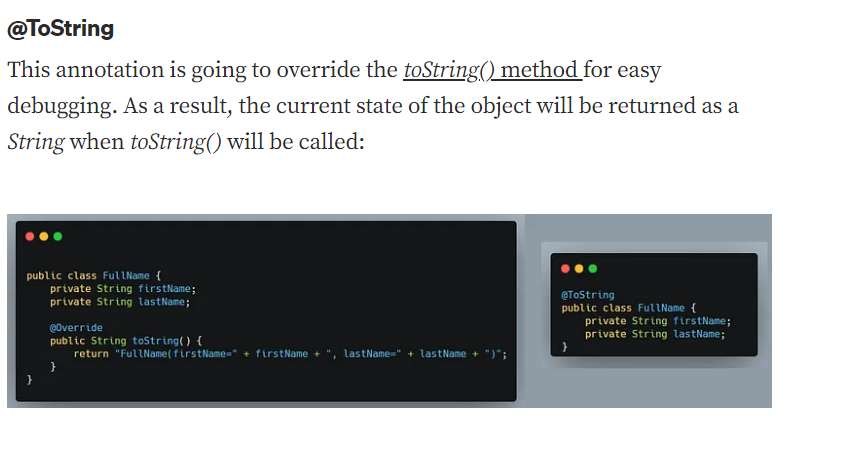 @ToString
This annotation is going to override the toString() method for easy
debugging. As a result, the current state of the object will be returned as a
String when toString() will be called:
public class FullName {
    private String firstName;
    private String lastName;
    @Override
    public String toString() {
        return "FullName(firstName=" + firstName + ", lastName=" + lastName + ")";
    }
}
@ToString
public class FullName {
    private String firstName;
    private String lastName;
}